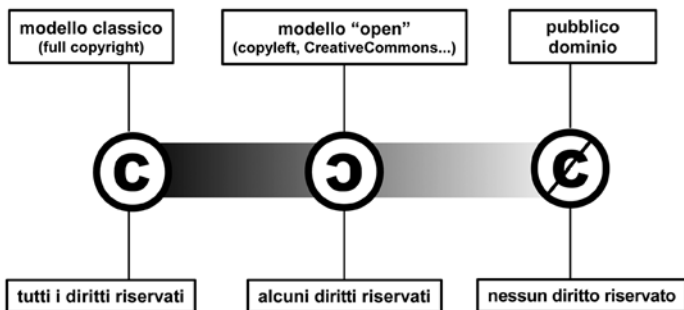 modello classico
(full copyright)
modello “open”
(copyleft, CreativeCommons...)
pubblico
dominio
C
Ɔ
C
tutti i diritti riservati
alcuni diritti riservati
nessun diritto riservato